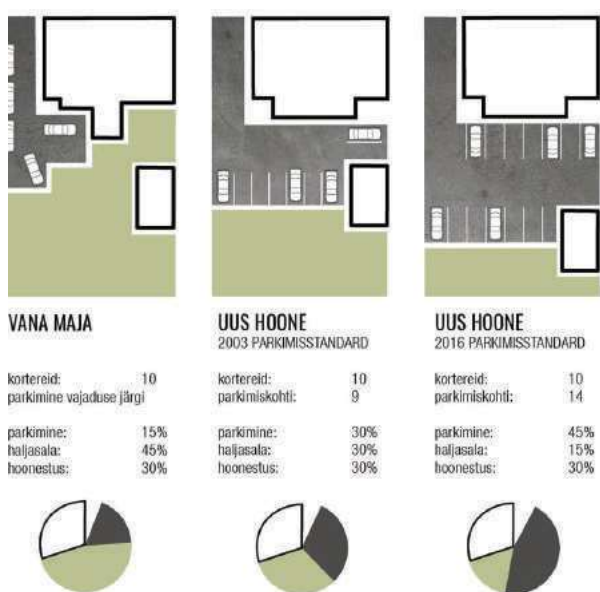 VANA MAJA
kortereid: 10
parkimine vajaduse järgi
parkimine: 15%
haljasala: 45%
hoonestus: 30%
UUS HOONE
2003 PARKIMISSTANDARD
kortereid: 10
parkimiskohti: 9
parkimine: 30%
haljasala: 30%
hoonestus: 30%
UUS HOONE
2016 PARKIMISSTANDARD
kortereid: 10
parkimiskohti: 14
parkimine: 45%
haljasala: 15%
hoonestus: 30%